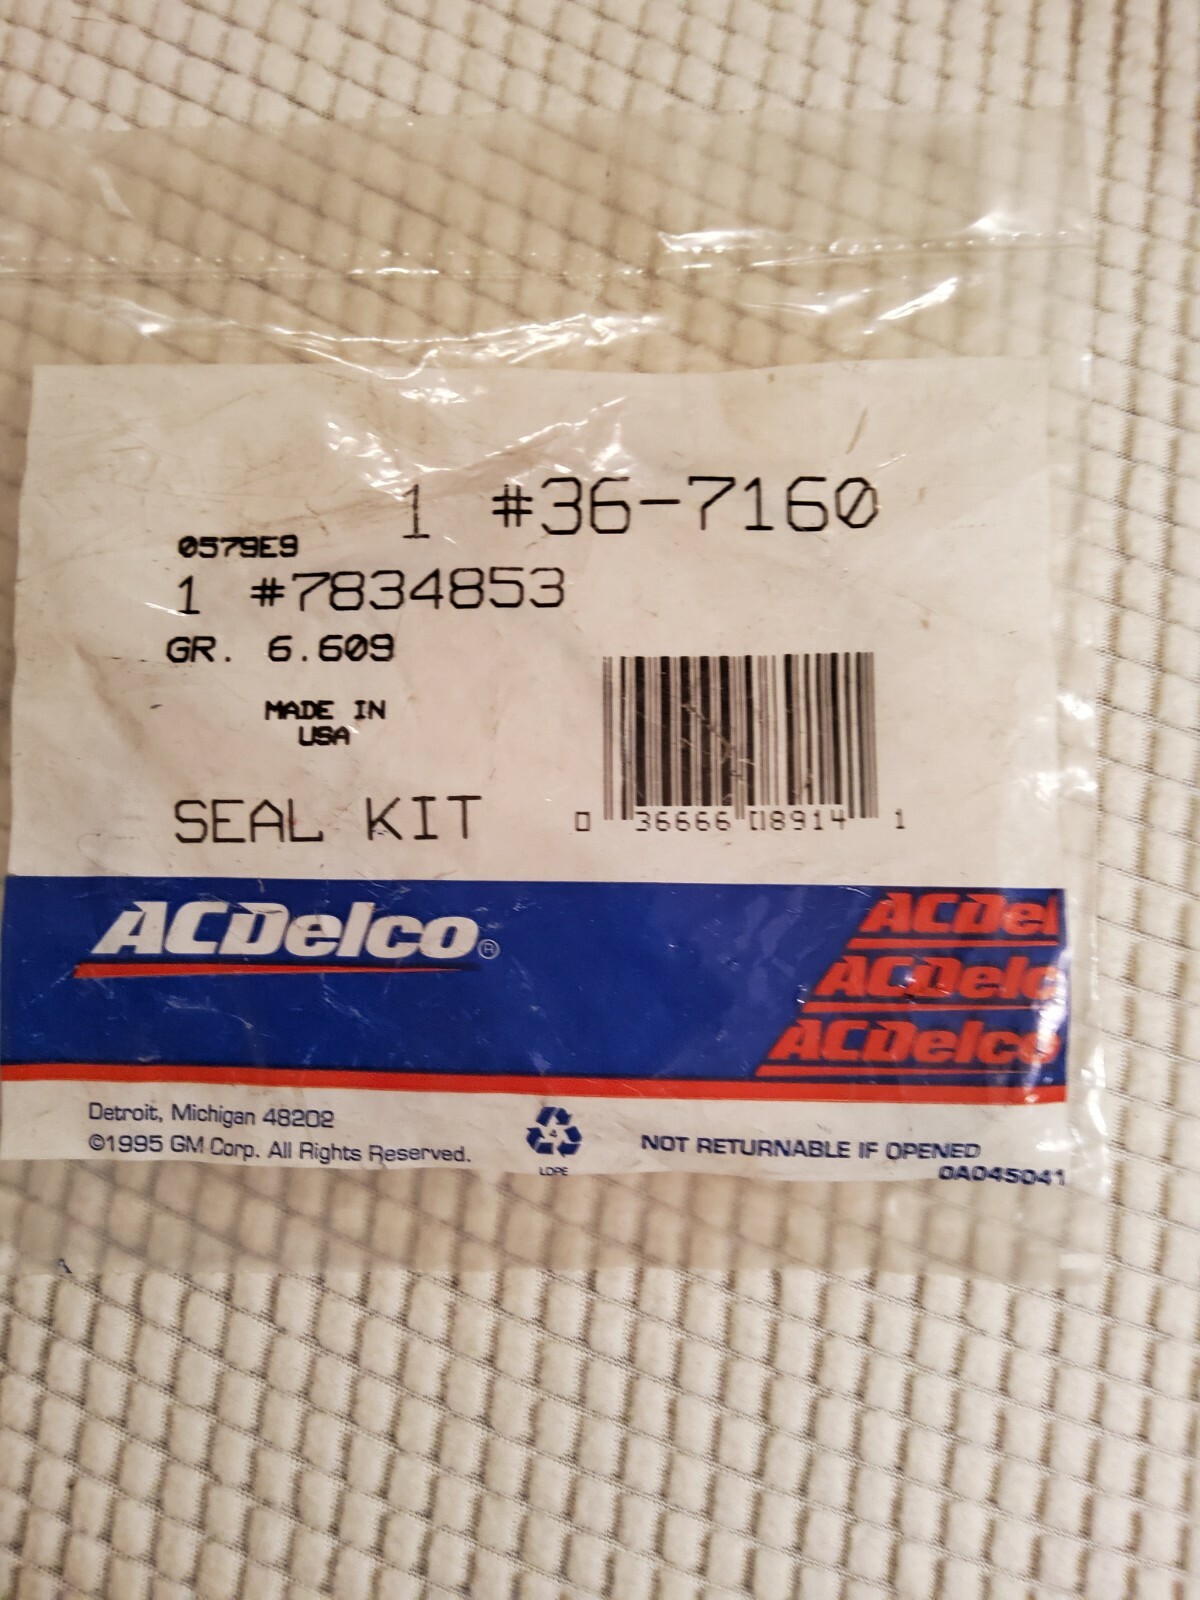 1 #36-7160
0579E9
1 #7834853
GR. 6.609
MADE IN
USA
SEAL KIT
0 36666 18914 1
ACDelco®
ACDel
ACDelc
ACDelco
Detroit, Michigan 48202
©1995 GM Corp. All Rights Reserved.
4
LDPE
NOT RETURNABLE IF OPENED
0A045041